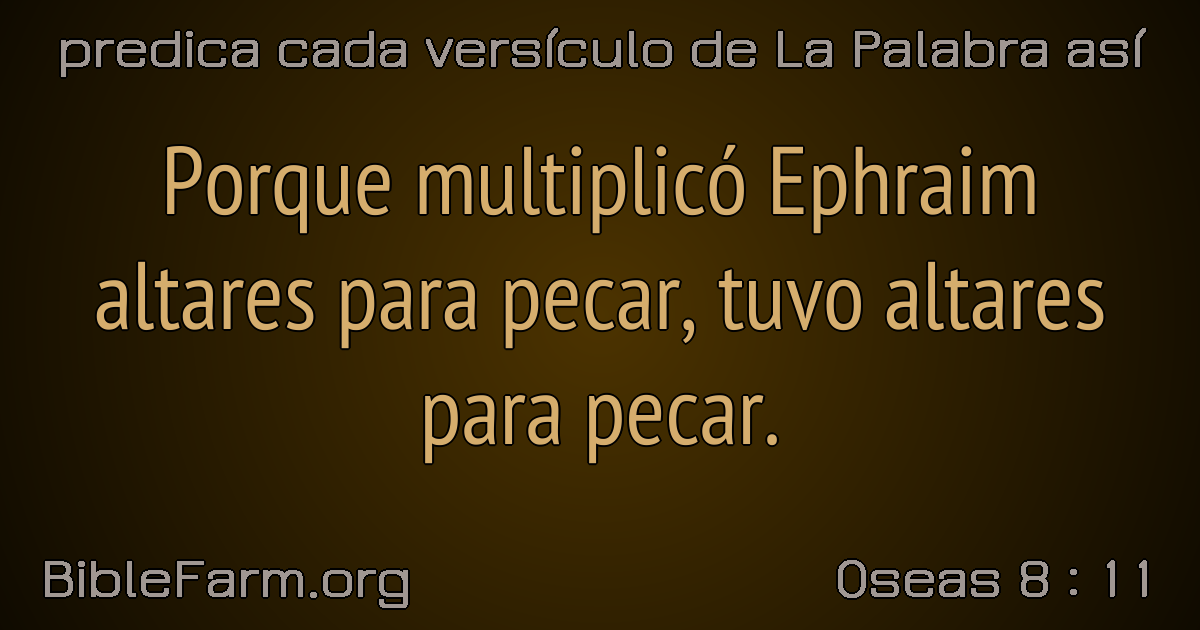 predica cada versículo de La Palabra así
Porque multiplicó Ephraim
altares para pecar, tuvo altares
para pecar.
BibleFarm.org
Oseas 8 : 11